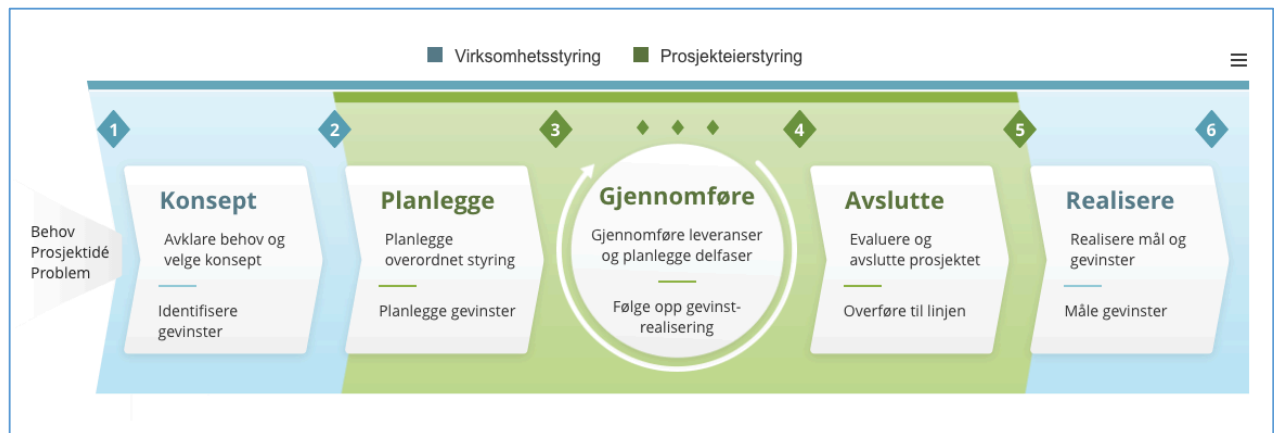 Virksomhetsstyring
Prosjekteierstyring
1
2
3
4
5
6
Behov
Prosjektidé
Problem
Konsept
Avklare behov og
velge konsept
Identifisere
gevinster
Planlegge
Planlegge
overordnet styring
Planlegge gevinster
Gjennomføre
Gjennomføre leveranser
og planlegge delfaser
Følge opp gevinst-
realisering
Avslutte
Evaluere og
avslutte prosjektet
Overføre til linjen
Realisere
Realisere mål og
gevinster
Måle gevinster